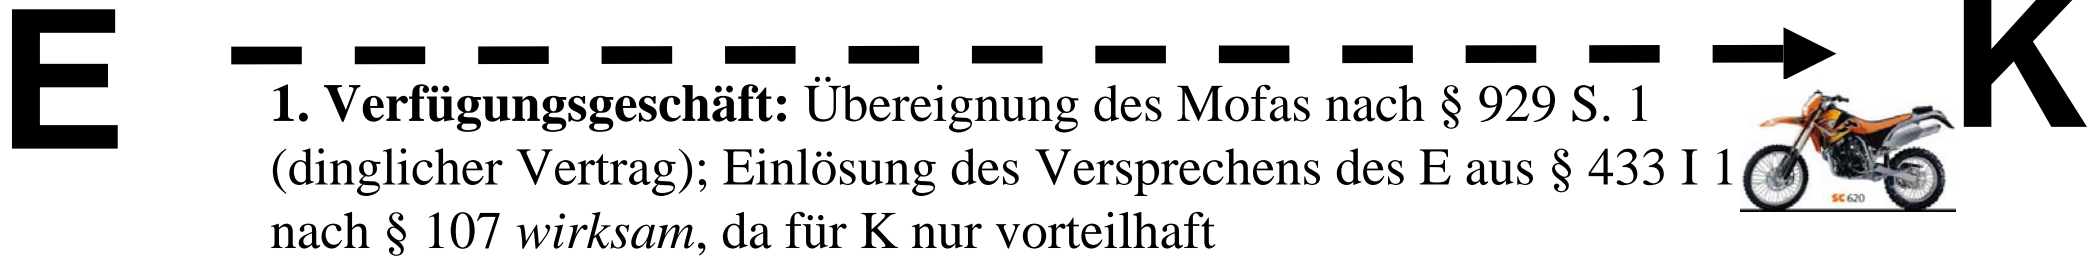 E K
1. Verfügungsgeschäft: Übereignung des Mofas nach § 929 S. 1
(dinglicher Vertrag); Einlösung des Versprechens des E aus § 433 I 1
nach § 107 wirksam, da für K nur vorteilhaft
SC 620